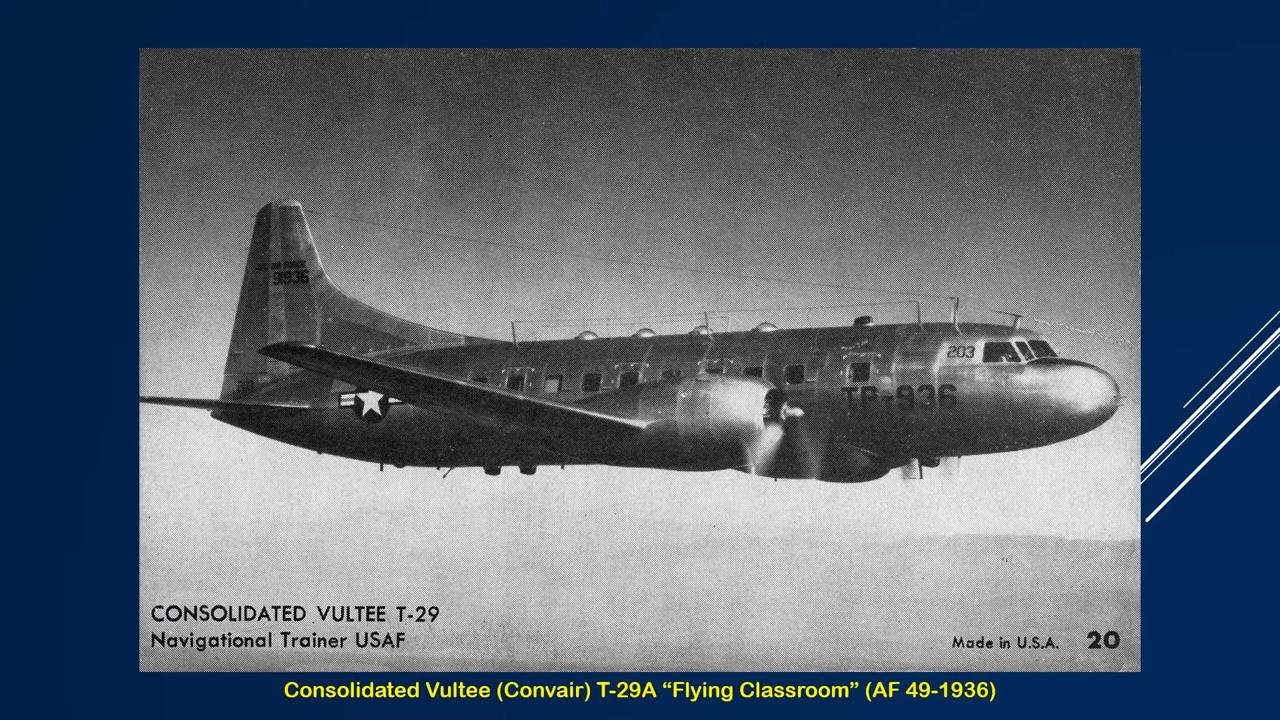 U.S. AIR FORCE
91936
203
TP-936
CONSOLIDATED VULTEE T-29
Navigational Trainer USAF
Made in U.S.A. 20
Consolidated Vultee (Convair) T-29A “Flying Classroom” (AF 49-1936)